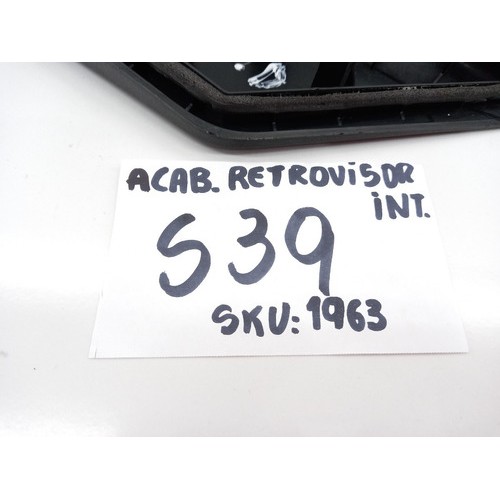 ACAB. RETROViSOR
iNT.
S39
SKU: 1963